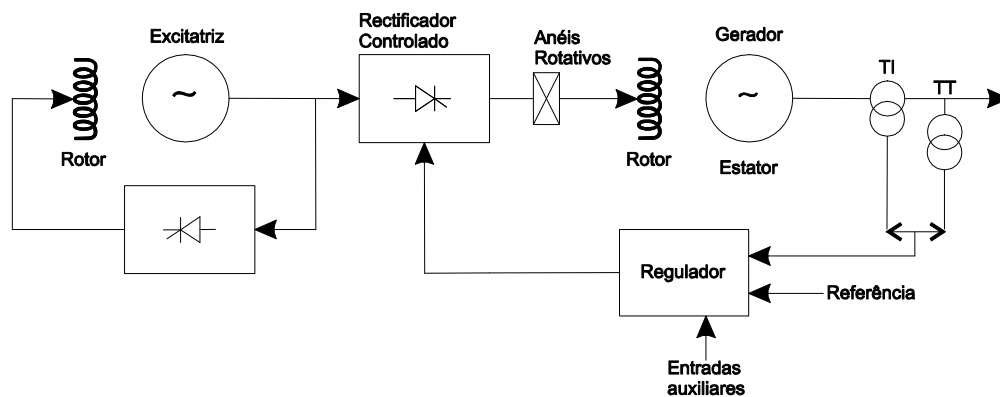 Excitatriz
Rectificador
Controlado
Anéis
Rotativos
Gerador
TI
TT
~
~
Rotor
Rotor
Estator
Regulador
Referência
Entradas
auxiliares